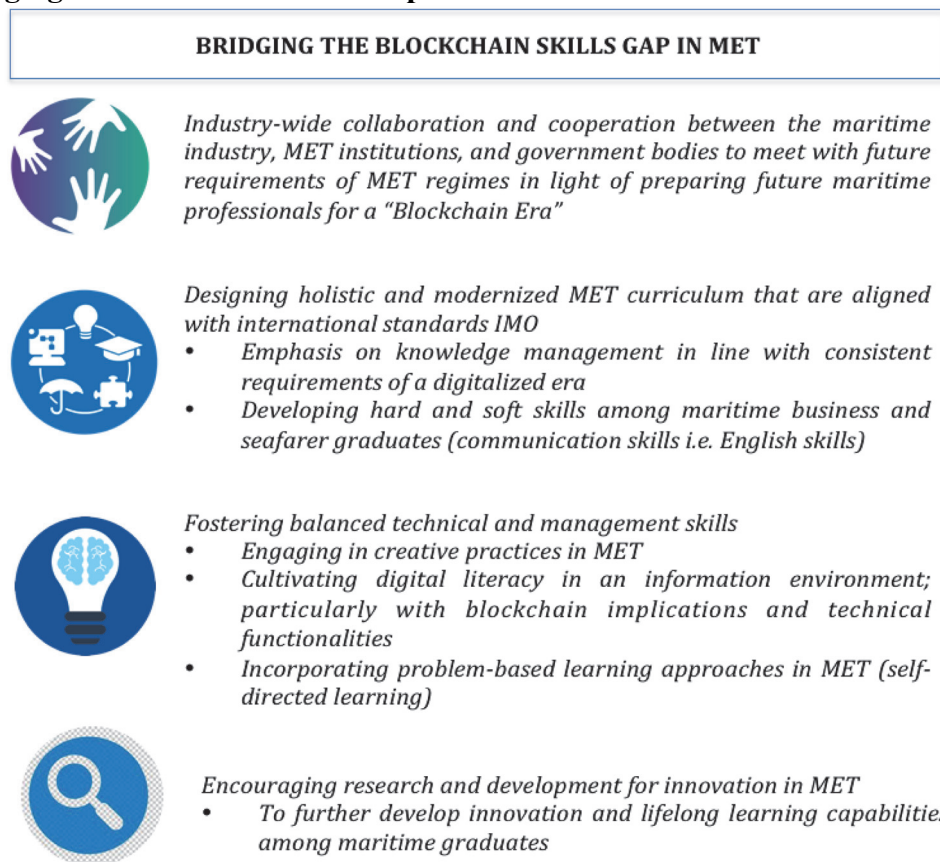 BRIDGING THE BLOCKCHAIN SKILLS GAP IN MET
Industry-wide collaboration and cooperation between the maritime
industry, MET institutions, and government bodies to meet with future
requirements of MET regimes in light of preparing future maritime
professionals for a “Blockchain Era”
Designing holistic and modernized MET curriculum that are aligned
with international standards IMO
• Emphasis on knowledge management in line with consistent
requirements of a digitalized era
• Developing hard and soft skills among maritime business and
seafarer graduates (communication skills i.e. English skills)
Fostering balanced technical and management skills
• Engaging in creative practices in MET
• Cultivating digital literacy in an information environment;
particularly with blockchain implications and technical
functionalities
• Incorporating problem-based learning approaches in MET (self-
directed learning)
Encouraging research and development for innovation in MET
• To further develop innovation and lifelong learning capabilities
among maritime graduates